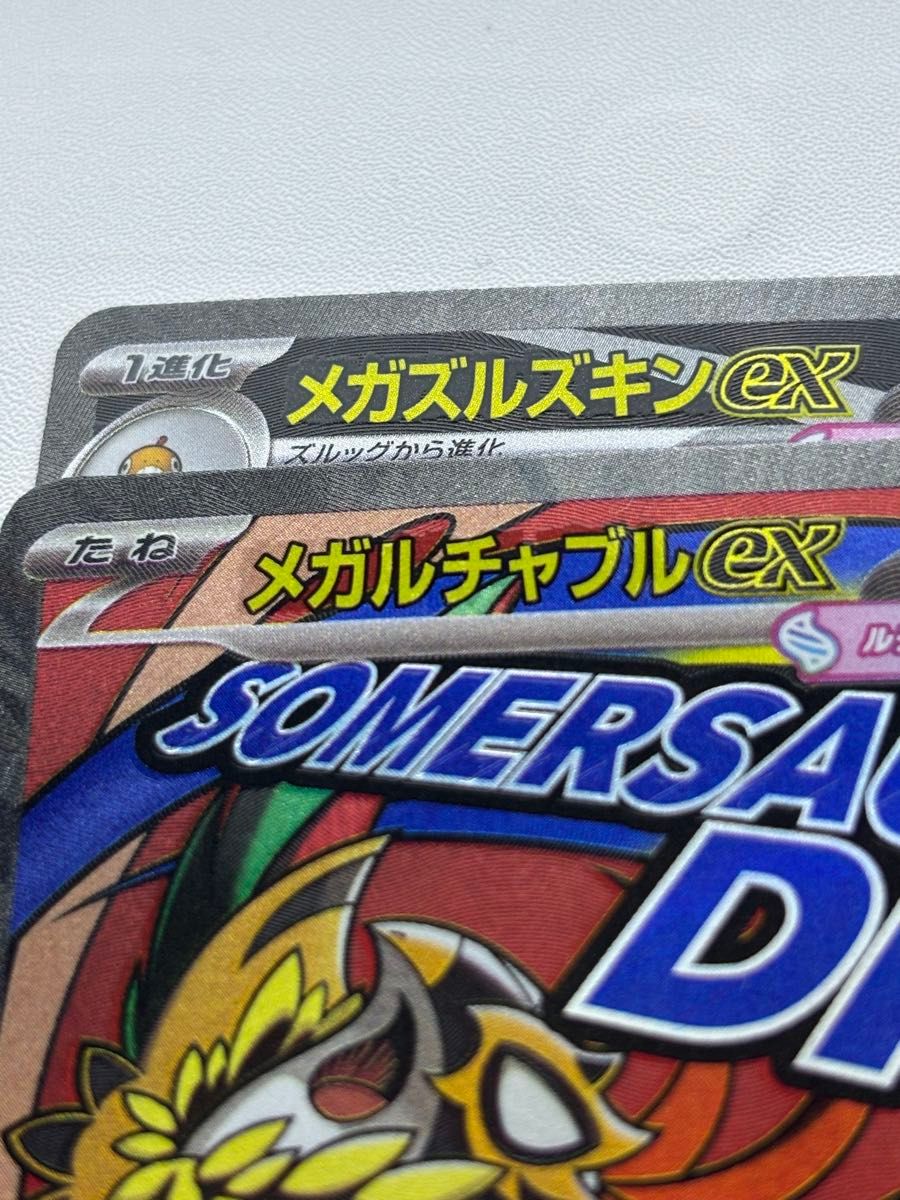 1進化
メガズルズキンex
ズルッグから進化
たね
メガルチャブルex
SOMERSA
D